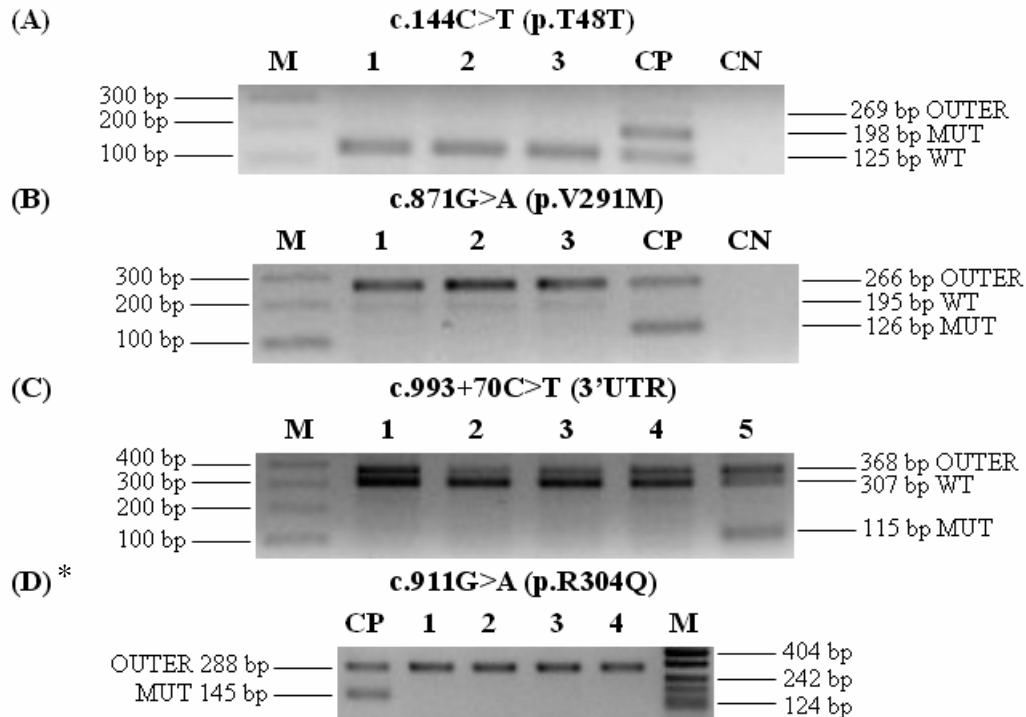 (A) c.144C>T (p.T48T)
M 1 2 3 CP CN
300 bp
200 bp
100 bp
269 bp OUTER
198 bp MUT
125 bp WT
(B) c.871G>A (p.V291M)
M 1 2 3 CP CN
300 bp
200 bp
100 bp
266 bp OUTER
195 bp WT
126 bp MUT
(C) c.993+70C>T (3'UTR)
M 1 2 3 4 5
400 bp
300 bp
200 bp
100 bp
368 bp OUTER
307 bp WT
115 bp MUT
(D) * c.911G>A (p.R304Q)
CP 1 2 3 4 M
OUTER 288 bp
MUT 145 bp
404 bp
242 bp
124 bp